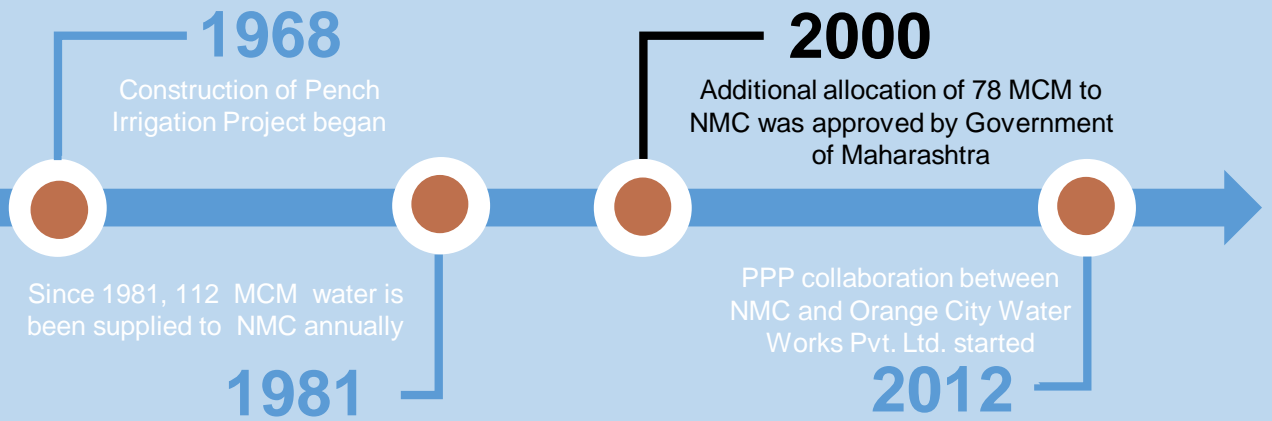 1968
Construction of Pench
Irrigation Project began
Since 1981, 112 MCM water is
been supplied to NMC annually
1981
2000
Additional allocation of 78 MCM to
NMC was approved by Government
of Maharashtra
PPP collaboration between
NMC and Orange City Water
Works Pvt. Ltd. started
2012